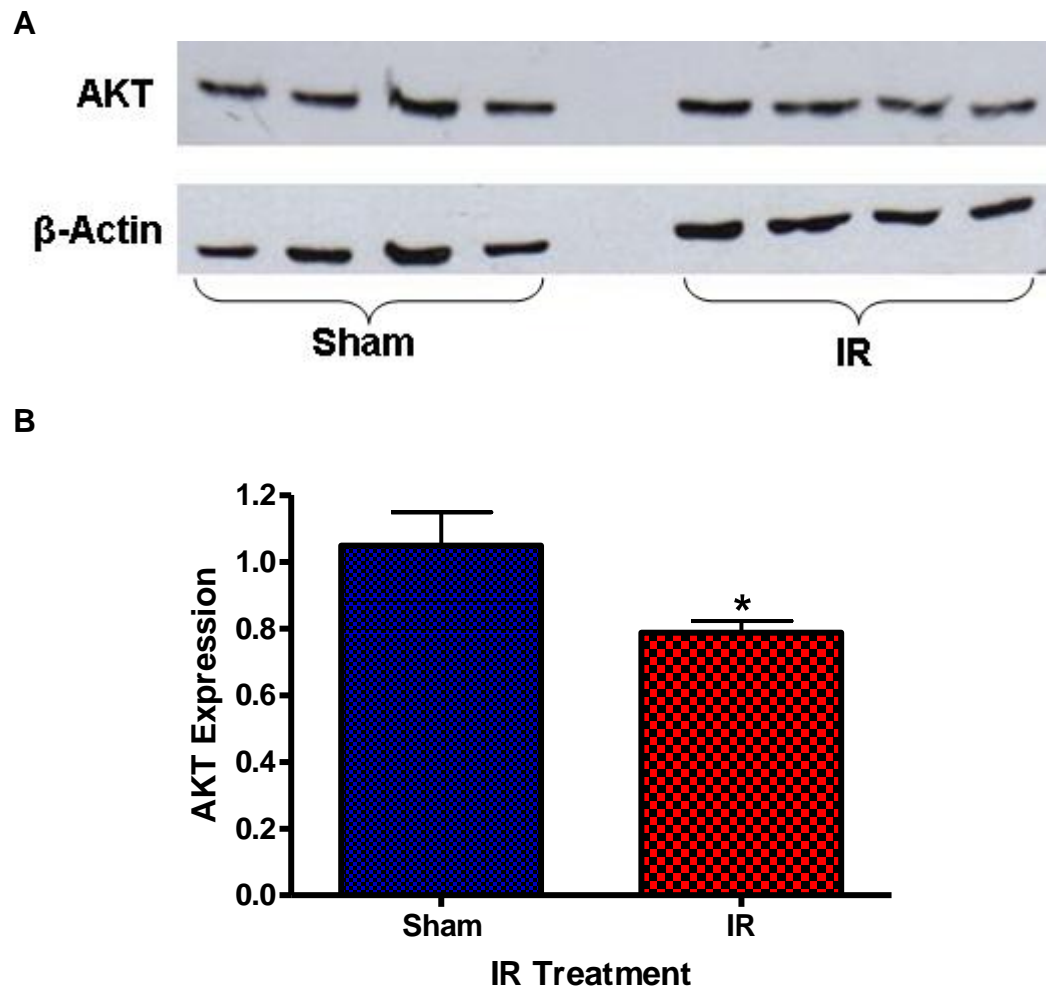 A
AKT
β-Actin
Sham IR
B
1.2
1.0
0.8
0.6
0.4
0.2
0.0
AKT Expression
*
Sham IR
IR Treatment